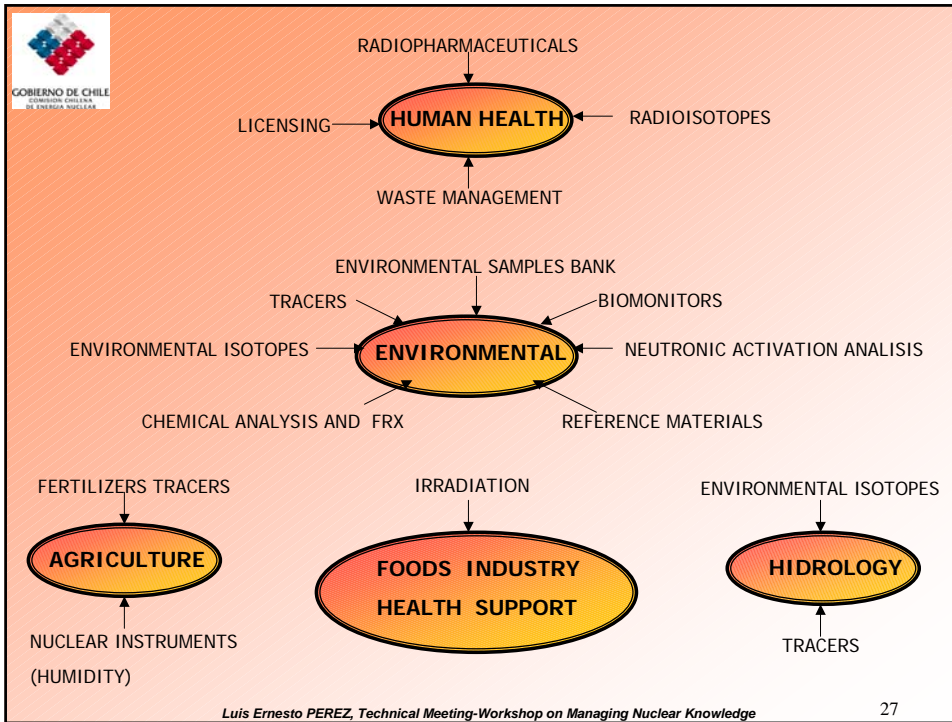 GOBIERNO DE CHILE
COMISION CHILENA
DE ENERGIA NUCLEAR
RADIOPHARMACEUTICALS
LICENSING
HUMAN HEALTH
RADIOISOTOPES
WASTE MANAGEMENT
ENVIRONMENTAL SAMPLES BANK
TRACERS
BIOMONITORS
ENVIRONMENTAL ISOTOPES
ENVIRONMENTAL
NEUTRONIC ACTIVATION ANALISIS
CHEMICAL ANALYSIS AND FRX
REFERENCE MATERIALS
FERTILIZERS TRACERS
AGRICULTURE
NUCLEAR INSTRUMENTS
(HUMIDITY)
IRRADIATION
FOODS INDUSTRY
HEALTH SUPPORT
ENVIRONMENTAL ISOTOPES
HIDROLOGY
TRACERS
Luis Ernesto PEREZ, Technical Meeting-Workshop on Managing Nuclear Knowledge
27